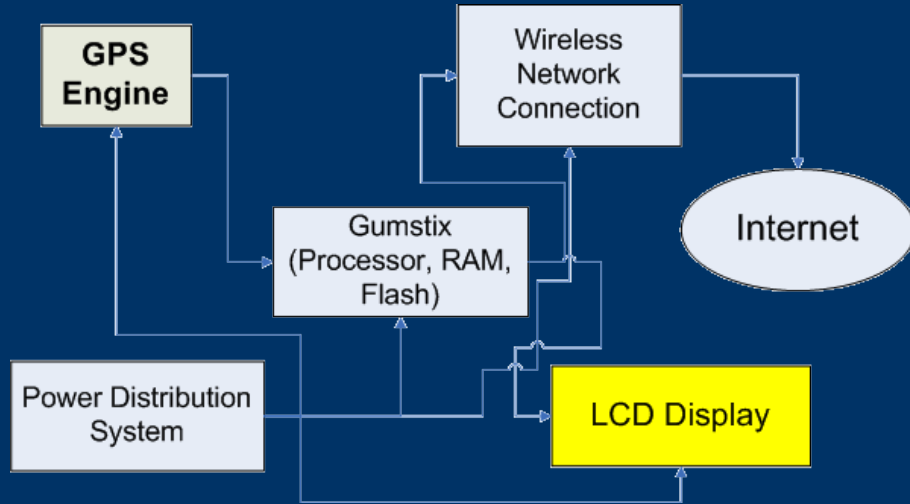 GPS
Engine
Wireless
Network
Connection
Internet
Gumstix
(Processor, RAM,
Flash)
Power Distribution
System
LCD Display